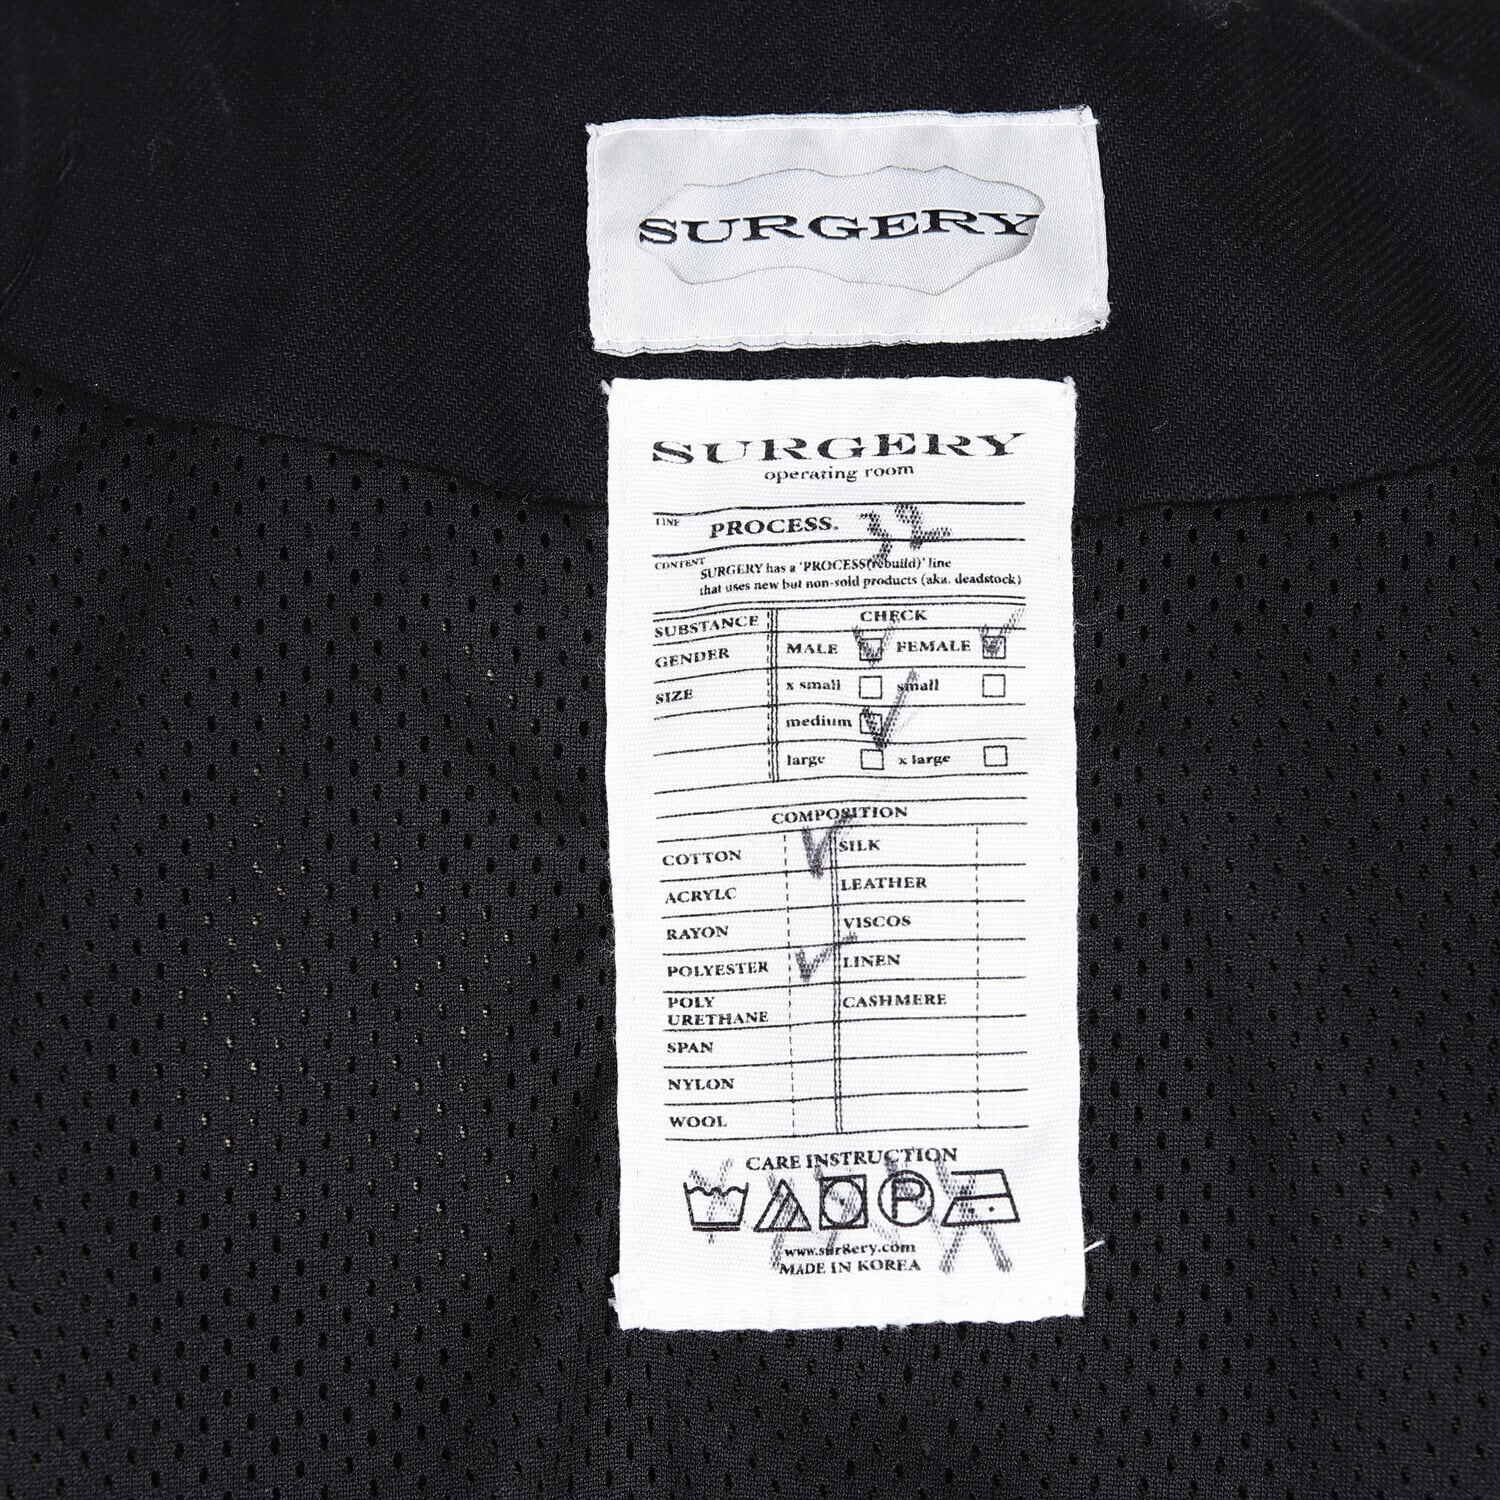 SURGERY
SURGERY
operating room
LINE PROCESS. 32
CONTENT SURGERY has a 'PROCESS(rebuild)' line
that uses new but non-sold products (aka. deadstock)
SUBSTANCE CHECK
GENDER MALE FEMALE
SIZE x small small
medium
large x large
COMPOSITION
COTTON SILK
ACRYLC LEATHER
RAYON VISCOS
POLYESTER LINEN
POLY
URETHANE CASHMERE
SPAN
NYLON
WOOL
CARE INSTRUCTION
P
www.sur8ery.com
MADE IN KOREA